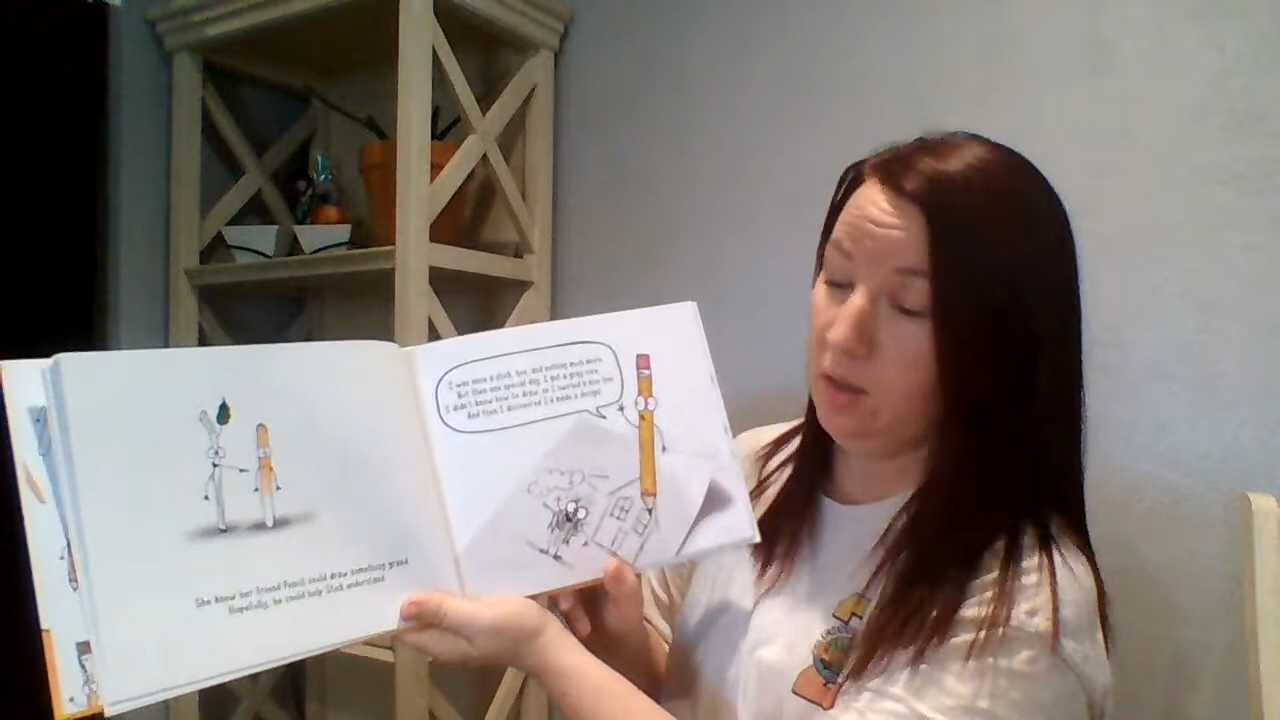 She knew her friend Pencil could draw something grand.
Hopefully, he could help Stick understand.
I was once a stick, too, and nothing much more.
But then one special day, I got a gray core.
I didn't know how to draw, so I swirled a nice line
And then I discovered I'd made a design!